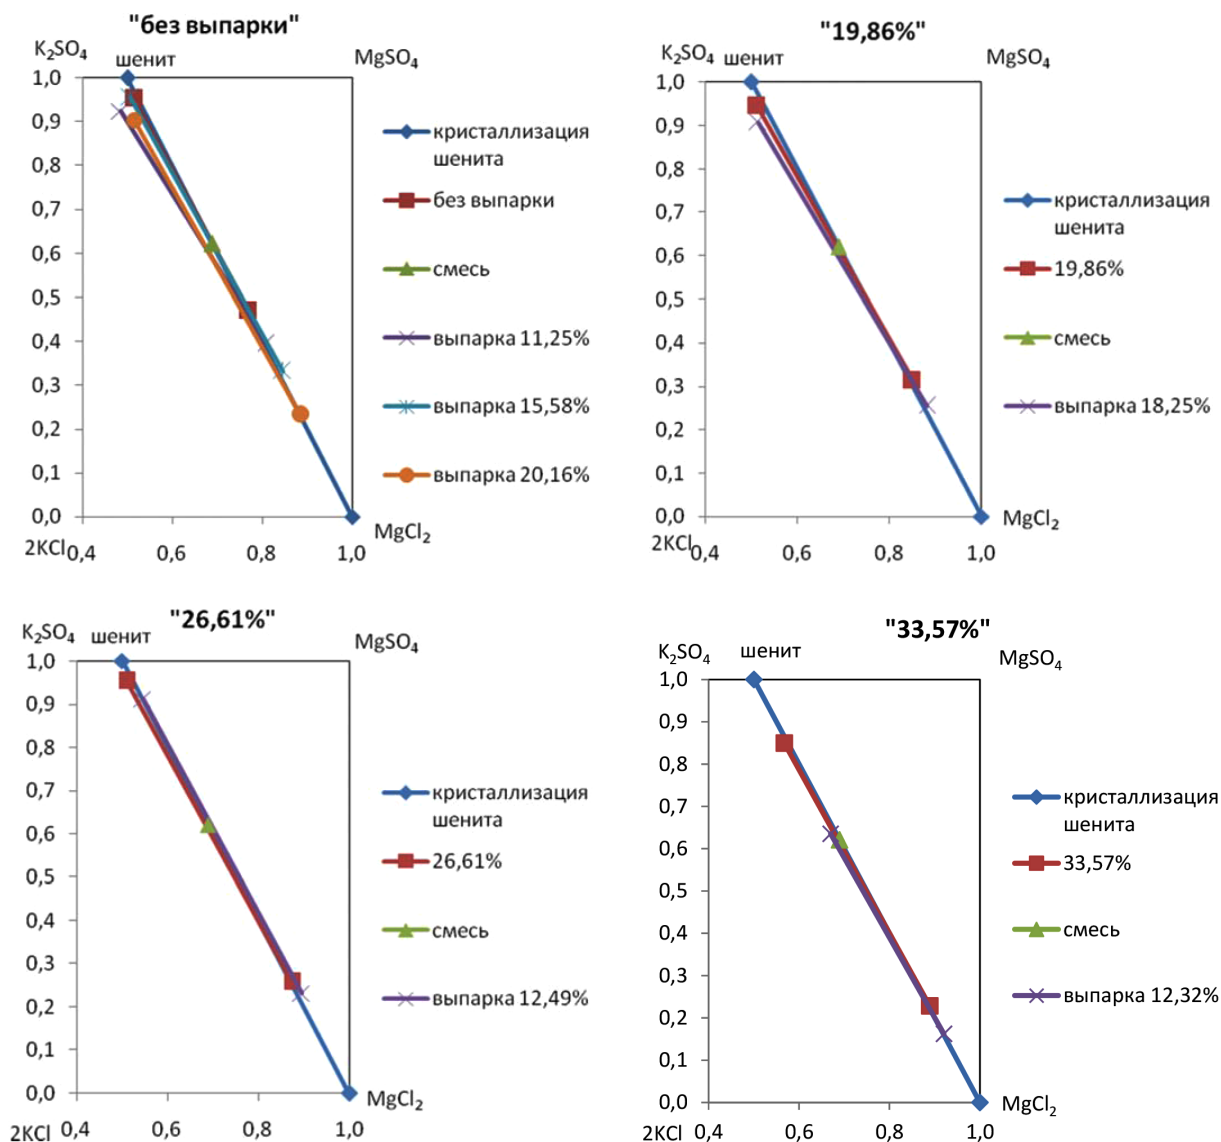 "без выпарки"
K₂SO₄
шенит
MgSO₄
1,0
0,9
0,8
0,7
0,6
0,5
0,4
0,3
0,2
0,1
0,0
2KCl
0,4
0,6
0,8
1,0
MgCl₂
кристаллизация
шенита
без выпарки
смесь
выпарка 11,25%
выпарка 15,58%
выпарка 20,16%
"19,86%"
K₂SO₄
шенит
MgSO₄
1,0
0,9
0,8
0,7
0,6
0,5
0,4
0,3
0,2
0,1
0,0
2KCl
0,4
0,6
0,8
1,0
MgCl₂
кристаллизация
шенита
19,86%
смесь
выпарка 18,25%
"26,61%"
K₂SO₄
шенит
MgSO₄
1,0
0,9
0,8
0,7
0,6
0,5
0,4
0,3
0,2
0,1
0,0
2KCl
0,4
0,6
0,8
1,0
MgCl₂
кристаллизация
шенита
26,61%
смесь
выпарка 12,49%
"33,57%"
K₂SO₄
шенит
MgSO₄
1,0
0,9
0,8
0,7
0,6
0,5
0,4
0,3
0,2
0,1
0,0
2KCl
0,4
0,6
0,8
1,0
MgCl₂
кристаллизация
шенита
33,57%
смесь
выпарка 12,32%